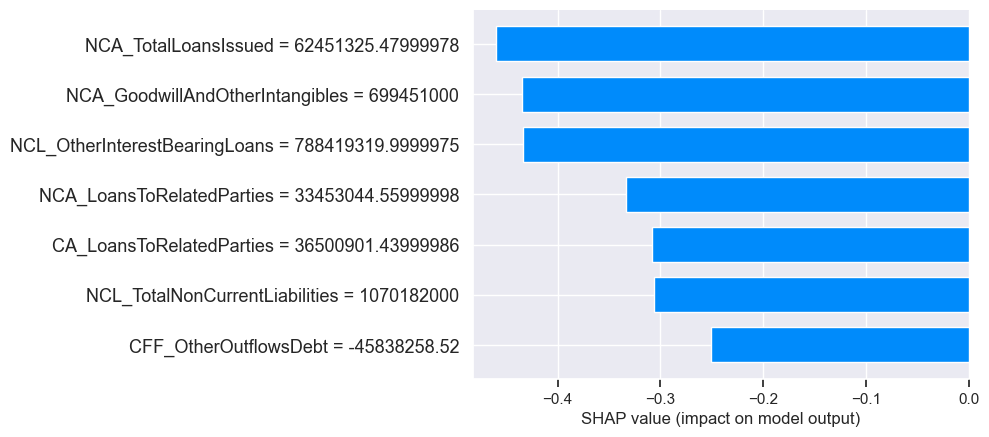 NCA_TotalLoansIssued = 62451325.47999978
NCA_GoodwillAndOtherIntangibles = 699451000
NCL_OtherInterestBearingLoans = 788419319.9999975
NCA_LoansToRelatedParties = 33453044.55999998
CA_LoansToRelatedParties = 36500901.43999986
NCL_TotalNonCurrentLiabilities = 1070182000
CFF_OtherOutflowsDebt = -45838258.52
−0.4 −0.3 −0.2 −0.1 0.0
SHAP value (impact on model output)